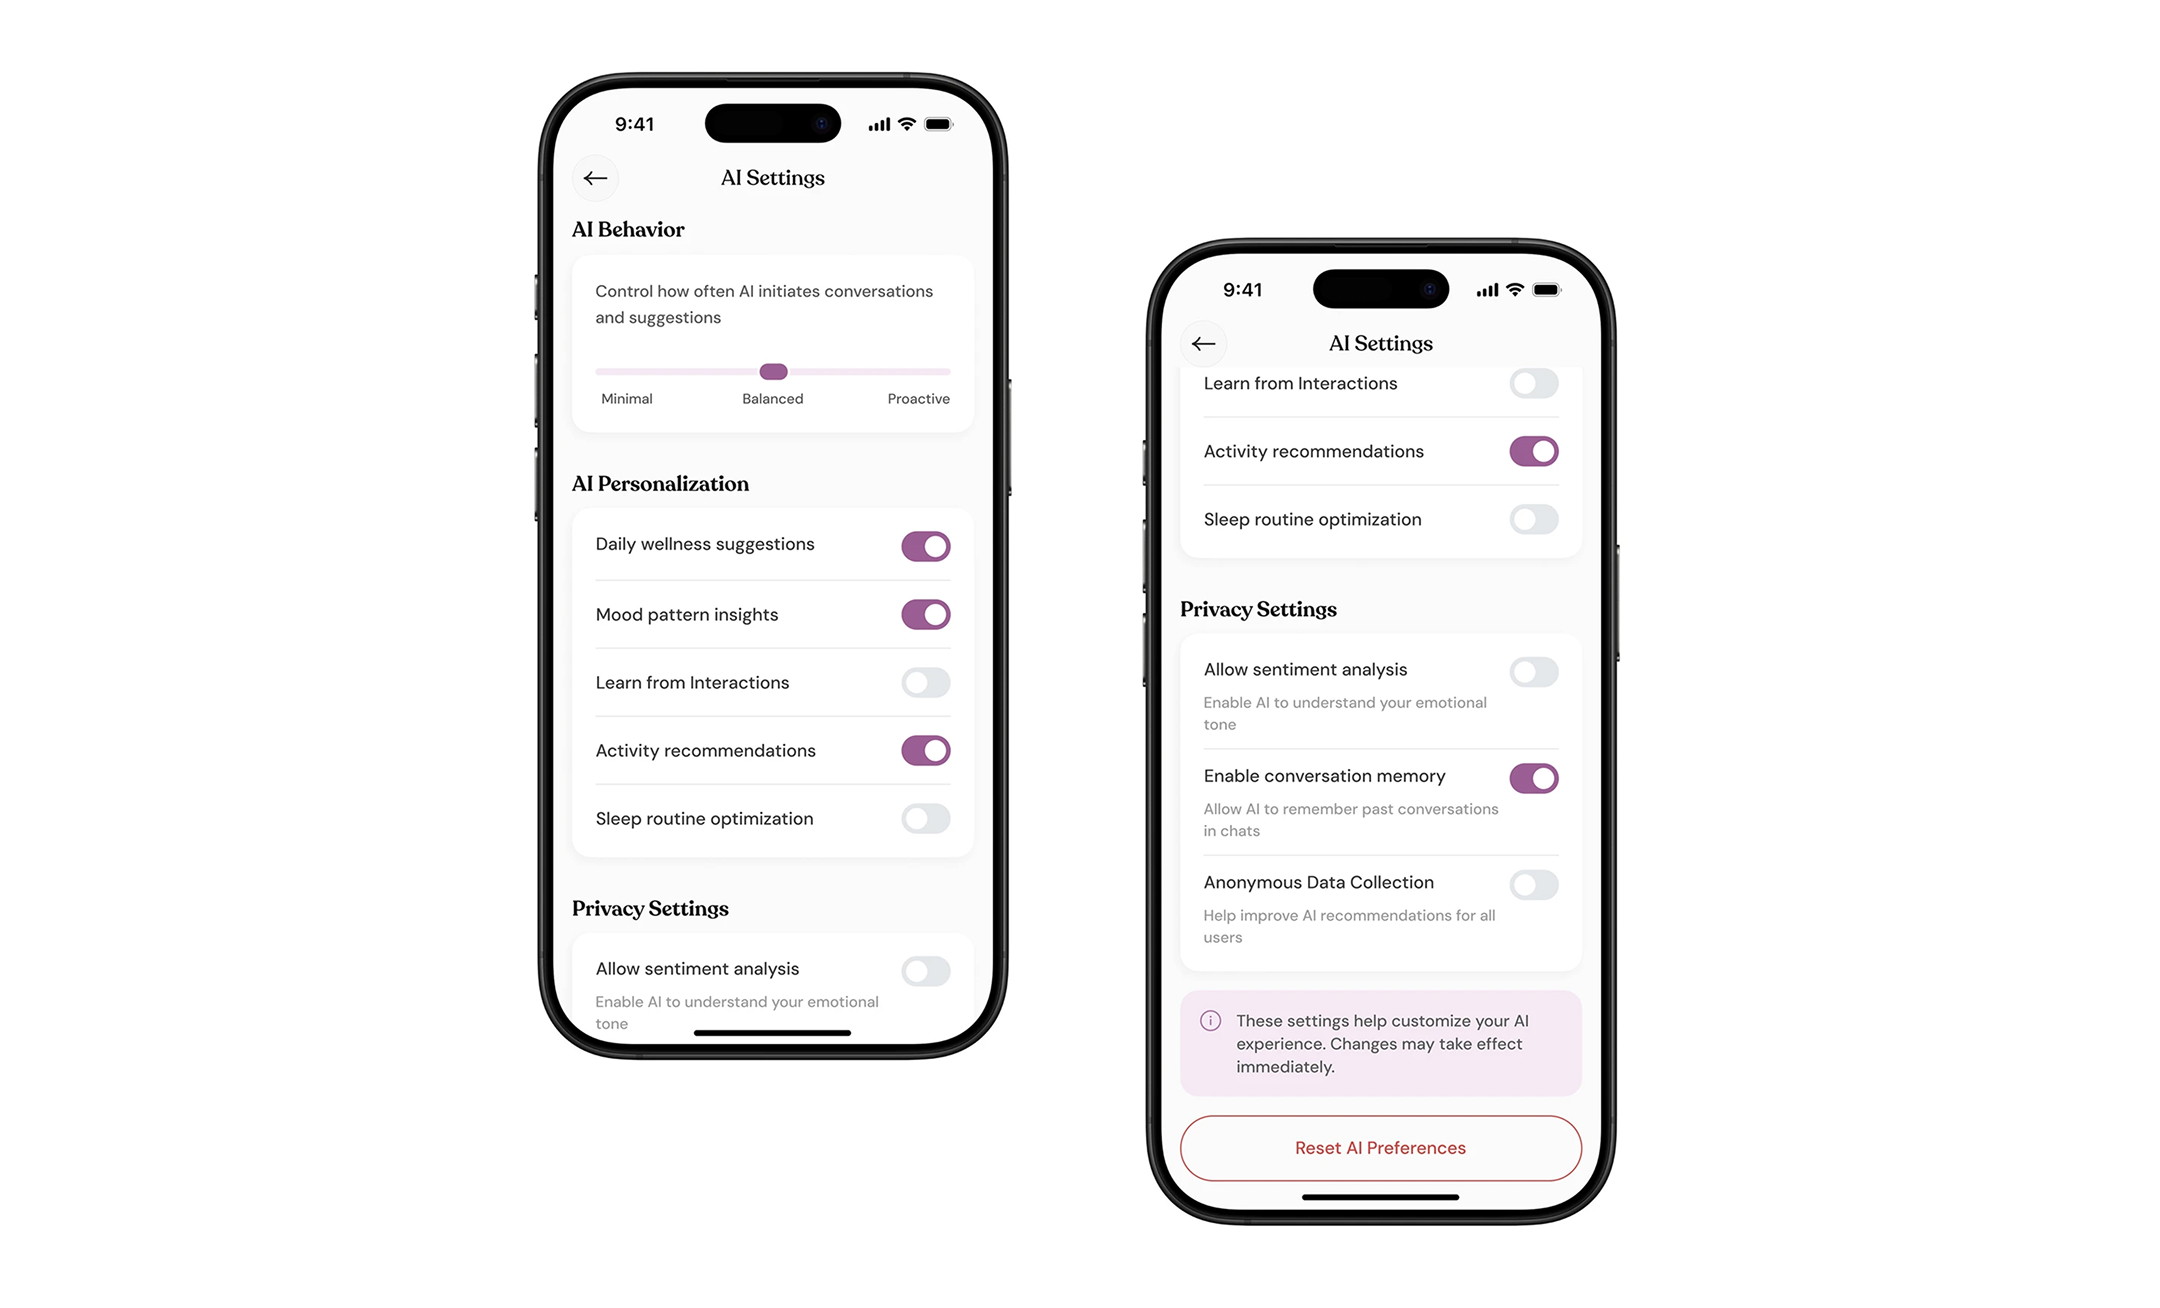 9:41
AI Settings
AI Behavior
Control how often AI initiates conversations
and suggestions
Minimal Balanced Proactive
AI Personalization
Daily wellness suggestions
Mood pattern insights
Learn from Interactions
Activity recommendations
Sleep routine optimization
Privacy Settings
Allow sentiment analysis
Enable AI to understand your emotional
tone
9:41
AI Settings
Learn from Interactions
Activity recommendations
Sleep routine optimization
Privacy Settings
Allow sentiment analysis
Enable AI to understand your emotional
tone
Enable conversation memory
Allow AI to remember past conversations
in chats
Anonymous Data Collection
Help improve AI recommendations for all
users
These settings help customize your AI
experience. Changes may take effect
immediately.
Reset AI Preferences